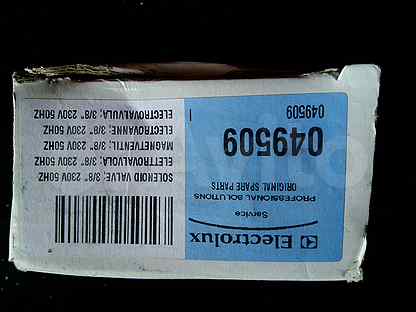 Electrolux
Service
PROFESSIONAL SOLUTIONS
ORIGINAL SPARE PARTS
049509
049509
SOLENOID VALVE; 3/8" 230V 50HZ
ELETTROVALVOLA; 3/8" 230V 50HZ
MAGNETVENTIL; 3/8" 230V 50HZ
ELECTROVANNE; 3/8" 230V 50HZ
ELECTROVALVULA; 3/8" 230V 50HZ